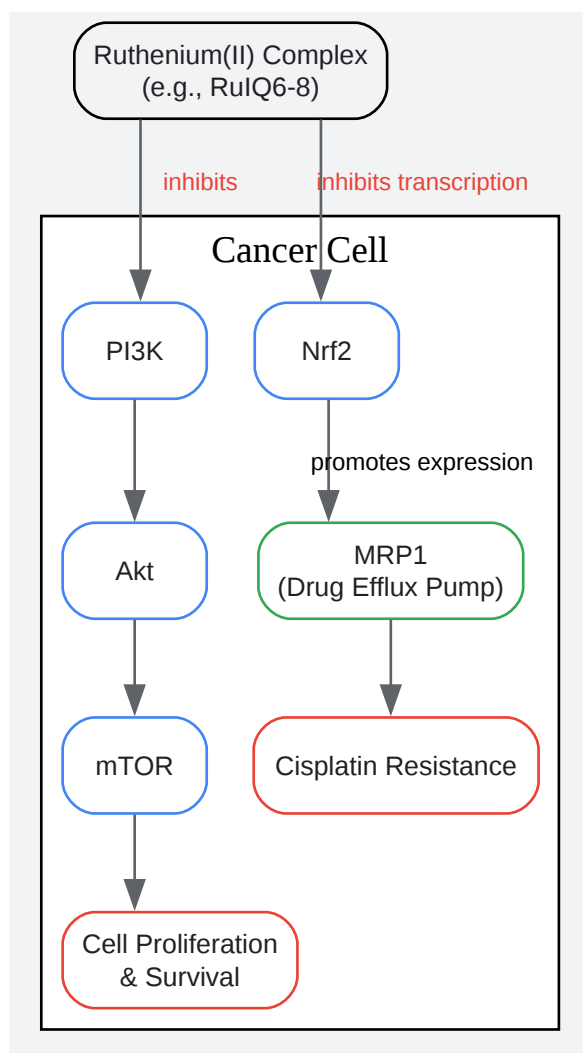 Ruthenium(II) Complex
(e.g., RuIQ6-8)
inhibits
inhibits transcription
Cancer Cell
PI3K
Nrf2
promotes expression
Akt
MRP1
(Drug Efflux Pump)
mTOR
Cisplatin Resistance
Cell Proliferation
& Survival